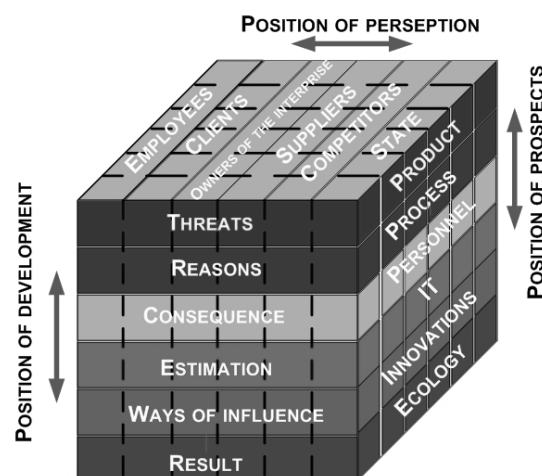 POSITION OF PERSEPTION
EMPLOYEES
CLIENTS
OWNERS OF THE INTERPRISE
SUPPLIERS
COMPETITORS
STATE
PRODUCT
PROCESS
PERSONNEL
IT
INNOVATIONS
ECOLOGY
POSITION OF PROSPECTS
POSITION OF DEVELOPMENT
THREATS
REASONS
CONSEQUENCE
ESTIMATION
WAYS OF INFLUENCE
RESULT